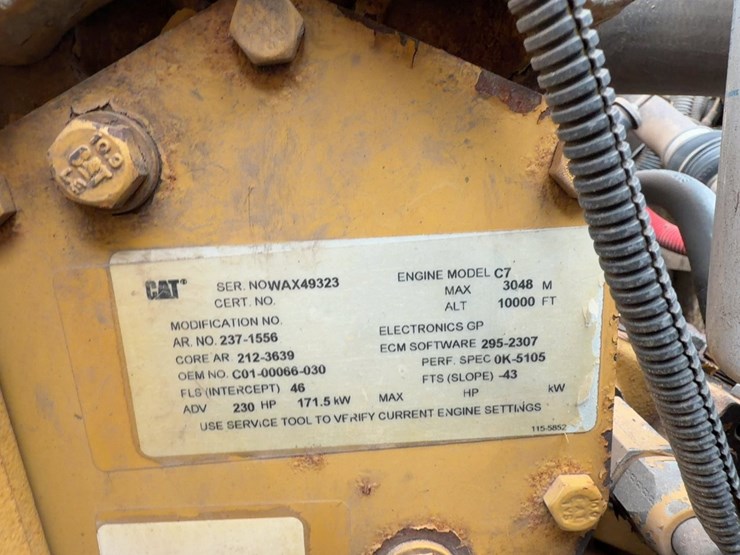 CAT®
SER. NO WAX49323
ENGINE MODEL C7
CERT. NO.
MAX 3048 M
ALT 10000 FT
MODIFICATION NO.
AR. NO. 237-1556
ELECTRONICS GP
CORE AR 212-3639
ECM SOFTWARE 295-2307
OEM NO. C01-00066-030
PERF. SPEC 0K-5105
FLS (INTERCEPT) 46
FTS (SLOPE) -43
ADV 230 HP 171.5 kW MAX HP kW
USE SERVICE TOOL TO VERIFY CURRENT ENGINE SETTINGS
115-5852